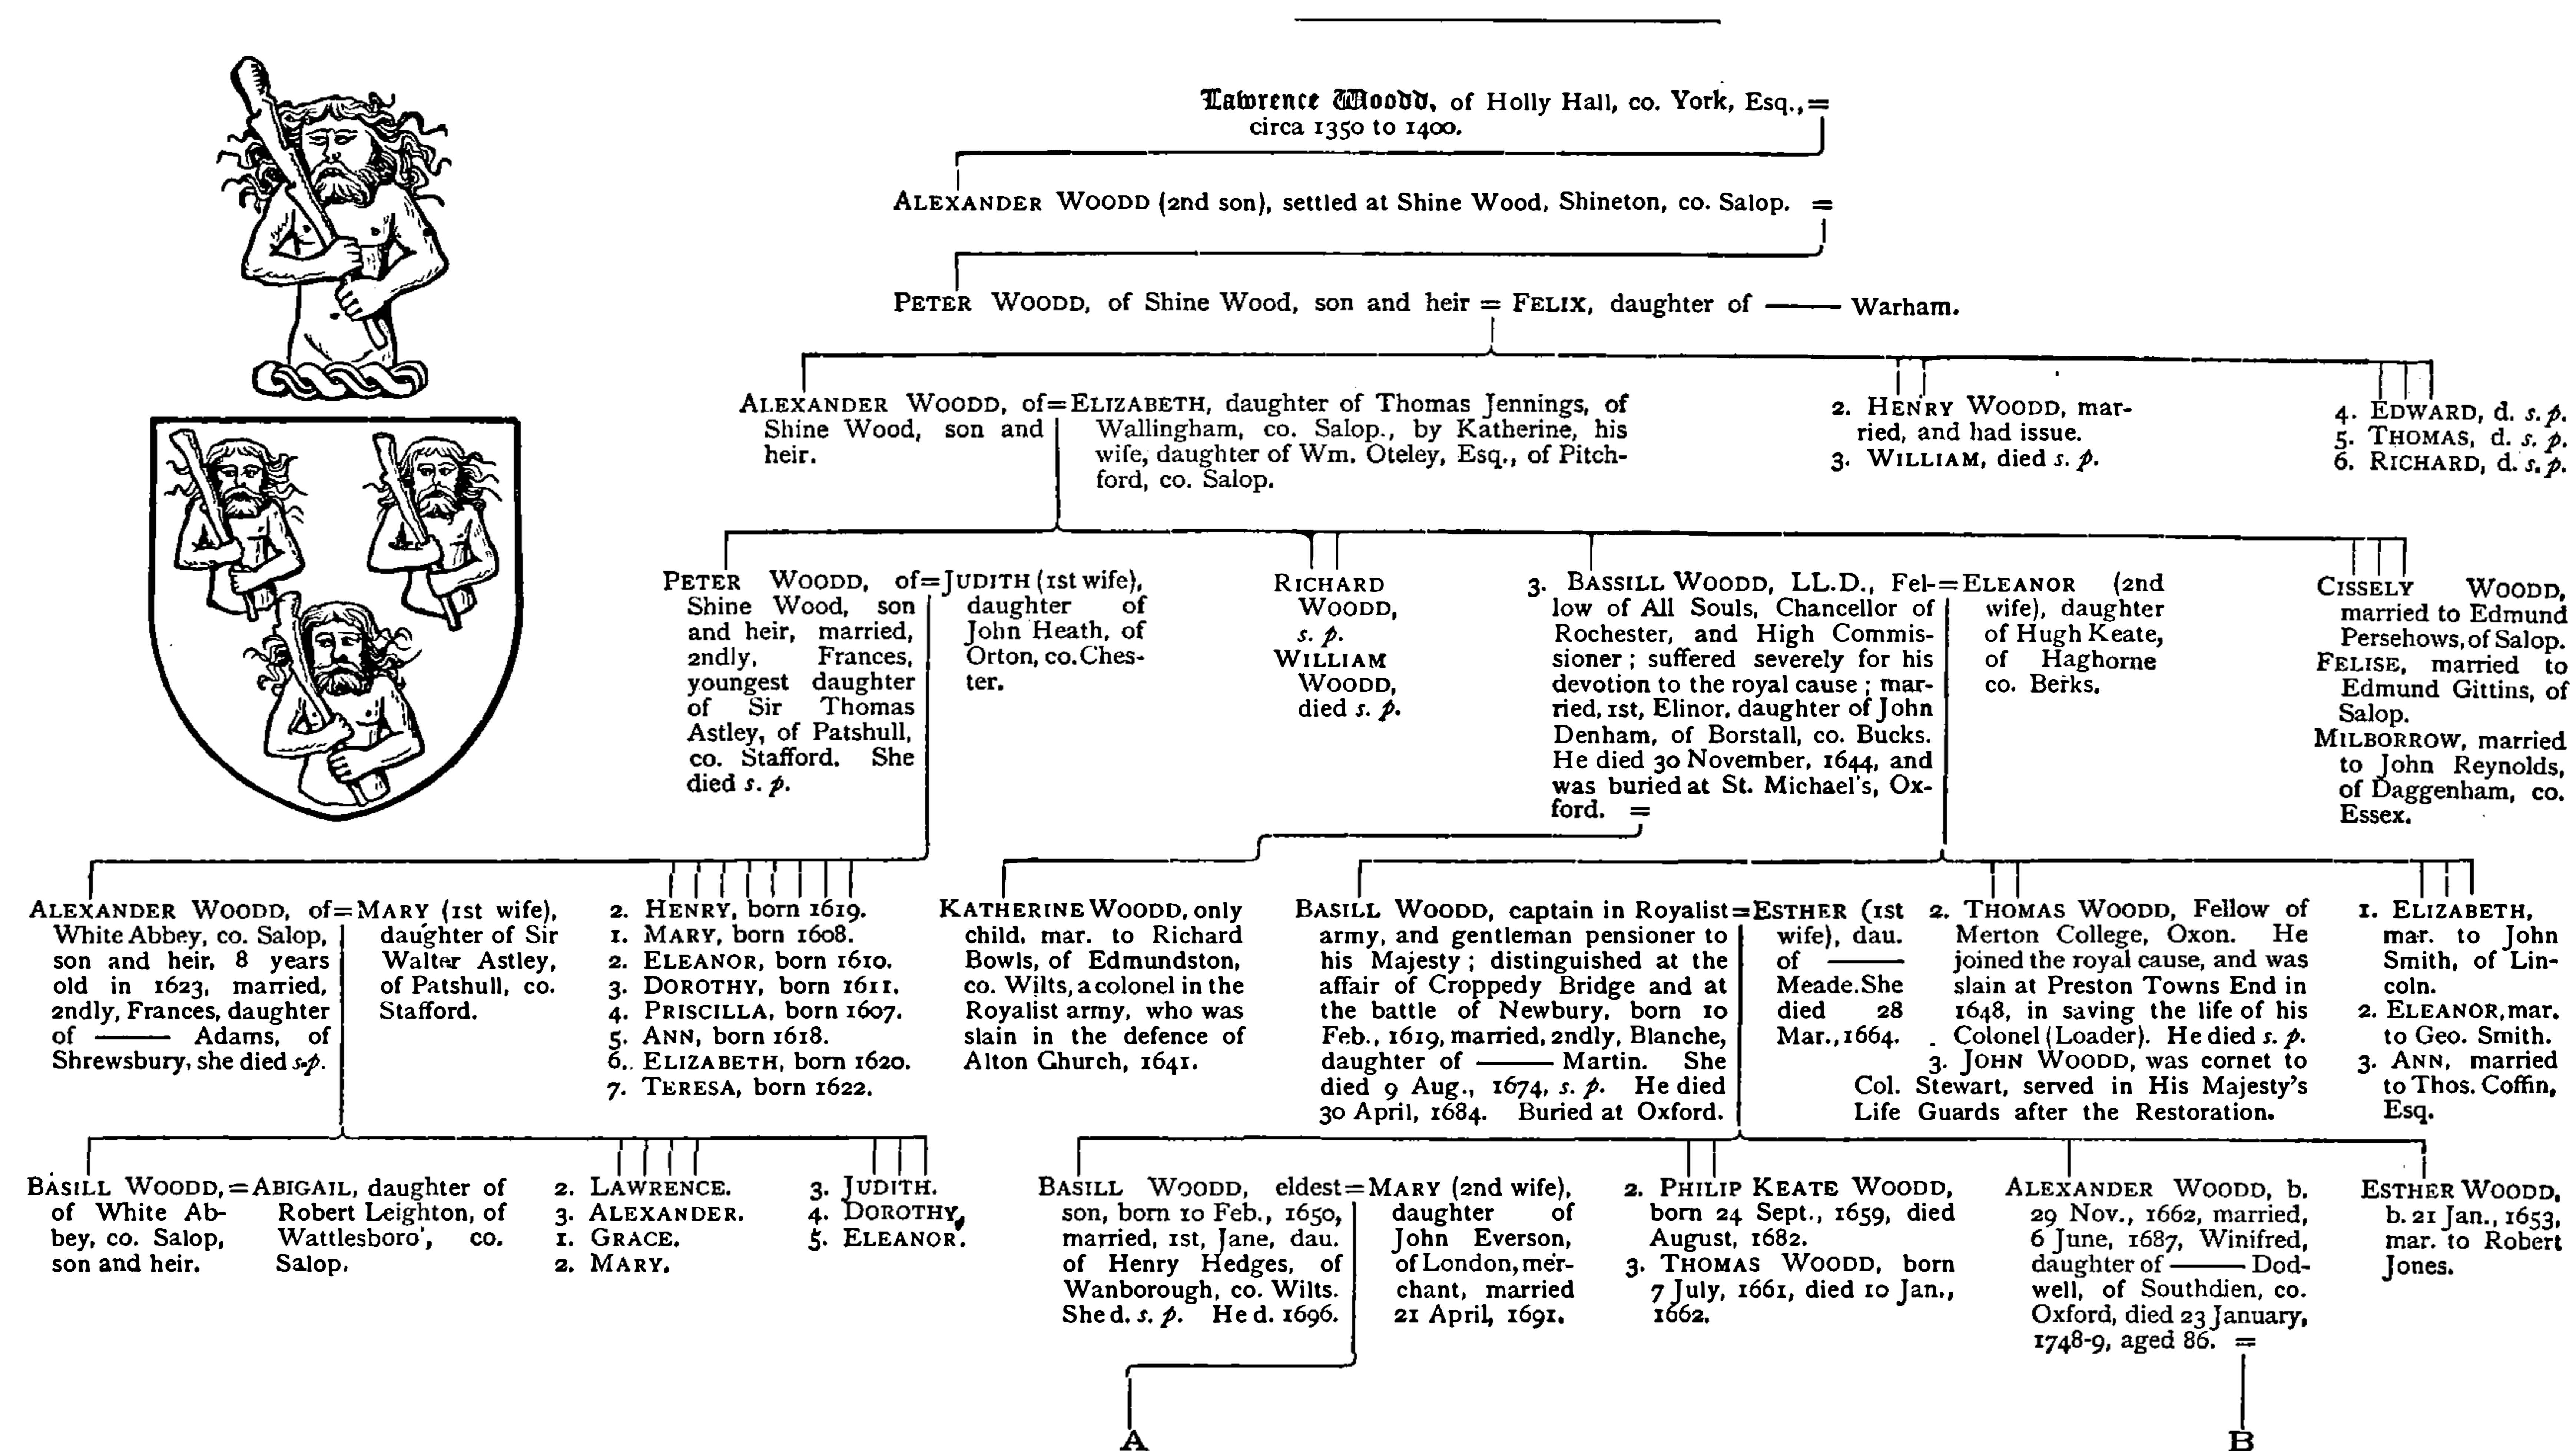 Lawrence Woodd, of Holly Hall, co. York, Esq.,=
circa 1350 to 1400.
ALEXANDER WOODD (2nd son), settled at Shine Wood, Shineton, co. Salop. =
PETER WOODD, of Shine Wood, son and heir = FELIX, daughter of —— Warham.
ALEXANDER WOODD, of=
Shine Wood, son and
heir.
ELIZABETH, daughter of Thomas Jennings, of
Wallingham, co. Salop., by Katherine, his
wife, daughter of Wm. Oteley, Esq., of Pitch-
ford, co. Salop.
2. HENRY WOODD, mar-
ried, and had issue.
3. WILLIAM, died s. p.
4. EDWARD, d. s. p.
5. THOMAS, d. s. p.
6. RICHARD, d. s. p.
PETER WOODD, of=
Shine Wood, son
and heir, married,
2ndly, Frances,
youngest daughter
of Sir Thomas
Astley, of Patshull,
co. Stafford. She
died s. p.
JUDITH (1st wife),
daughter of
John Heath, of
Orton, co. Ches-
ter.
RICHARD
WOODD,
s. p.
WILLIAM
WOODD,
died s. p.
3. BASSILL WOODD, LL.D., Fel-=
low of All Souls, Chancellor of
Rochester, and High Commis-
sioner; suffered severely for his
devotion to the royal cause; mar-
ried, 1st, Elinor, daughter of John
Denham, of Borstall, co. Bucks.
He died 30 November, 1644, and
was buried at St. Michael's, Ox-
ford. =
ELEANOR (2nd
wife), daughter
of Hugh Keate,
of Haghorne
co. Berks.
CISSELY WOODD,
married to Edmund
Persehows, of Salop.
FELISE, married to
Edmund Gittins, of
Salop.
MILBORROW, married
to John Reynolds,
of Daggenham, co.
Essex.
ALEXANDER WOODD, of=
White Abbey, co. Salop,
son and heir, 8 years
old in 1623, married,
2ndly, Frances, daughter
of —— Adams, of
Shrewsbury, she died s.p.
MARY (1st wife),
daughter of Sir
Walter Astley,
of Patshull, co.
Stafford.
2. HENRY, born 1619.
1. MARY, born 1608.
2. ELEANOR, born 1610.
3. DOROTHY, born 1611.
4. PRISCILLA, born 1607.
5. ANN, born 1618.
6. ELIZABETH, born 1620.
7. TERESA, born 1622.
KATHERINE WOODD, only
child, mar. to Richard
Bowls, of Edmundston,
co. Wilts, a colonel in the
Royalist army, who was
slain in the defence of
Alton Church, 1641.
BASILL WOODD, captain in Royalist=
army, and gentleman pensioner to
his Majesty; distinguished at the
affair of Croppedy Bridge and at
the battle of Newbury, born 10
Feb., 1619, married, 2ndly, Blanche,
daughter of —— Martin. She
died 9 Aug., 1674, s. p. He died
30 April, 1684. Buried at Oxford.
ESTHER (1st
wife), dau.
of ——
Meade. She
died 28
Mar., 1664.
2. THOMAS WOODD, Fellow of
Merton College, Oxon. He
joined the royal cause, and was
slain at Preston Towns End in
1648, in saving the life of his
Colonel (Loader). He died s. p.
3. JOHN WOODD, was cornet to
Col. Stewart, served in His Majesty's
Life Guards after the Restoration.
1. ELIZABETH,
mar. to John
Smith, of Lin-
coln.
2. ELEANOR, mar.
to Geo. Smith.
3. ANN, married
to Thos. Coffin,
Esq.
BASILL WOODD,=
of White Ab-
bey, co. Salop,
son and heir.
ABIGAIL, daughter of
Robert Leighton, of
Wattlesboro', co.
Salop.
2. LAWRENCE.
3. ALEXANDER.
1. GRACE.
2. MARY.
3. JUDITH.
4. DOROTHY,
5. ELEANOR.
BASILL WOODD, eldest=
son, born 10 Feb., 1650,
married, 1st, Jane, dau.
of Henry Hedges, of
Wanborough, co. Wilts.
She d. s. p. He d. 1696.
MARY (2nd wife),
daughter of
John Everson,
of London, mer-
chant, married
21 April, 1691.
2. PHILIP KEATE WOODD,
born 24 Sept., 1659, died
August, 1682.
3. THOMAS WOODD, born
7 July, 1661, died 10 Jan.,
1662.
ALEXANDER WOODD, b.
29 Nov., 1662, married,
6 June, 1687, Winifred,
daughter of —— Dod-
well, of Southdien, co.
Oxford, died 23 January,
1748-9, aged 86. =
ESTHER WOODD,
b. 21 Jan., 1653,
mar. to Robert
Jones.
A
B